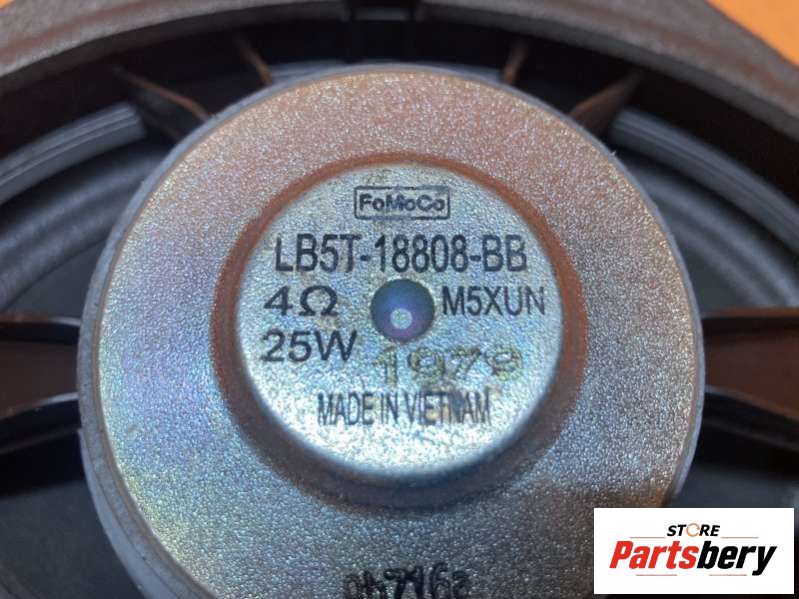 FoMoCo
LB5T-18808-BB
4Ω M5XUN
25W
1979
MADE IN VIETNAM
STORE
Partsbery